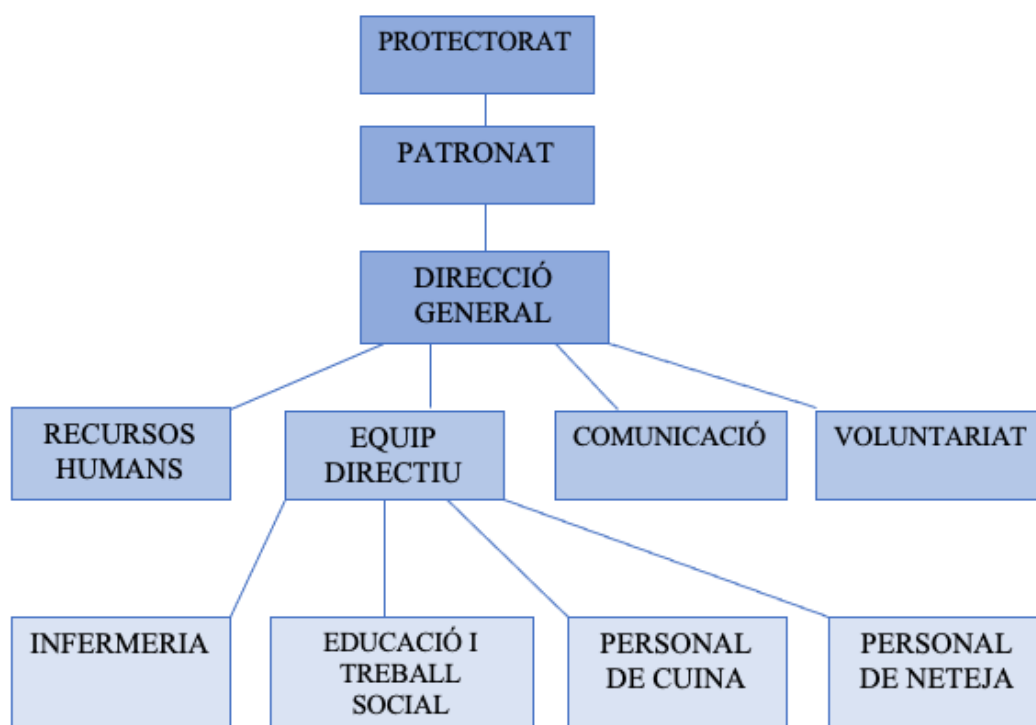 PROTECTORAT
PATRONAT
DIRECCIÓ
GENERAL
RECURSOS
HUMANS
EQUIP
DIRECTIU
COMUNICACIÓ
VOLUNTARIAT
INFERMERIA
EDUCACIÓ I
TREBALL
SOCIAL
PERSONAL
DE CUINA
PERSONAL
DE NETEJA